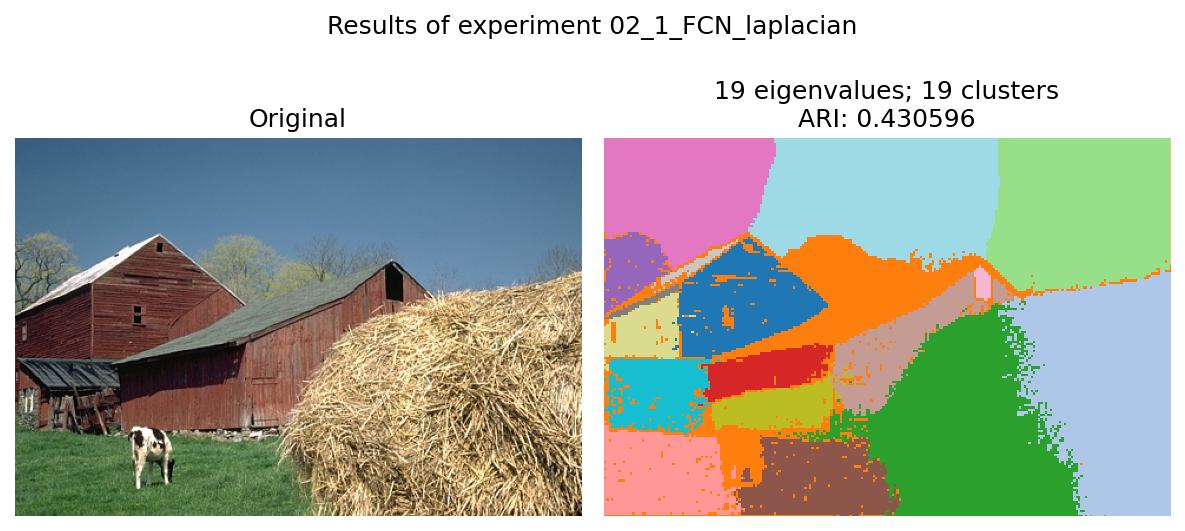 Results of experiment 02_1_FCN_laplacian
Original
19 eigenvalues; 19 clusters
ARI: 0.430596